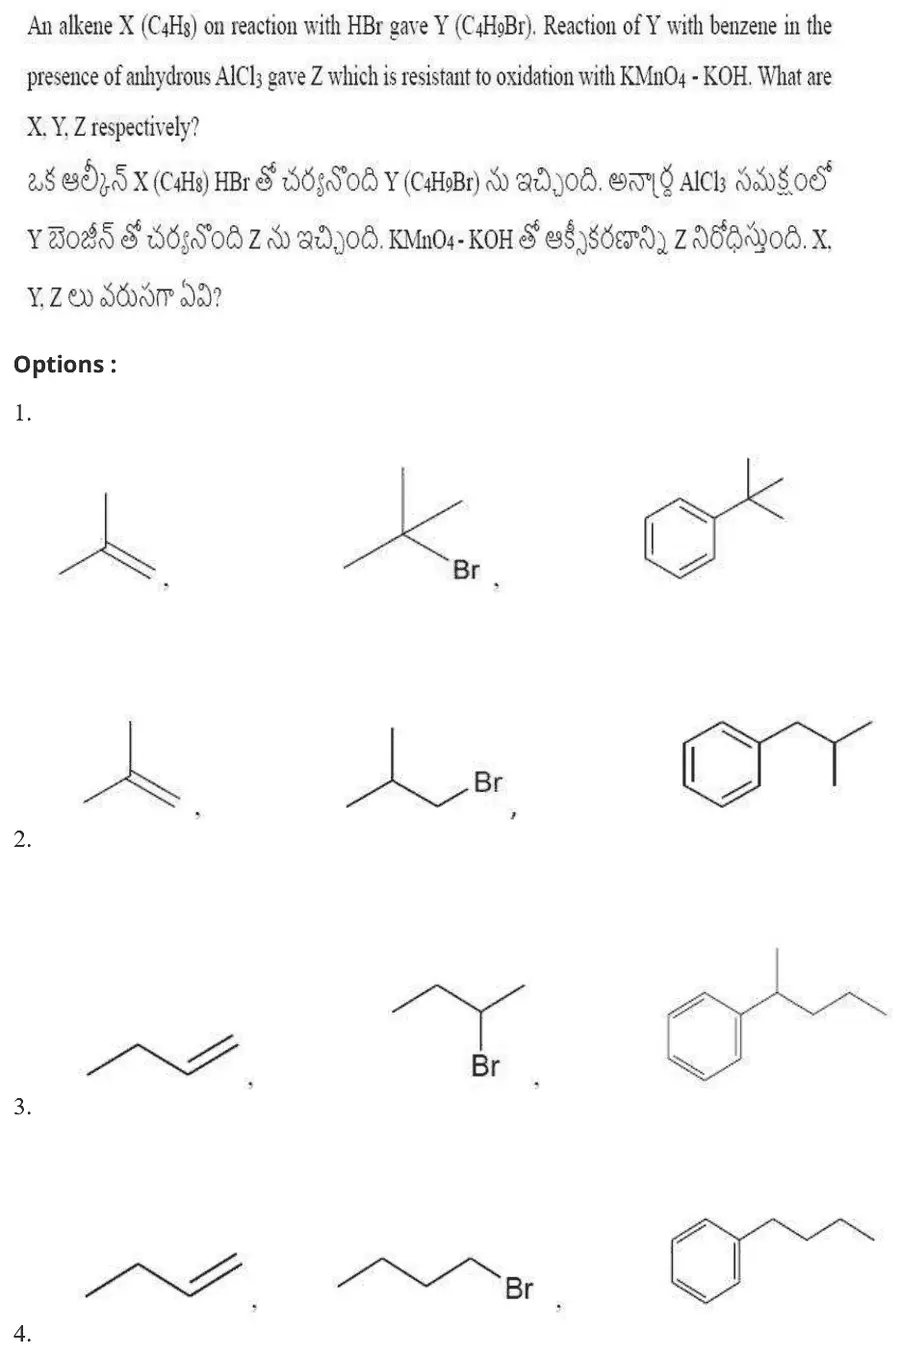 An alkene X (C4H8) on reaction with HBr gave Y (C4H9Br). Reaction of Y with benzene in the
presence of anhydrous AlCl3 gave Z which is resistant to oxidation with KMnO4 - KOH. What are
X, Y, Z respectively?
ఒక ఆల్కీన్ X (C4H8) HBr తో చర్యనొంది Y (C4H9Br) ను ఇచ్చింది. అనార్ద్ర AlCl3 సమక్షంలో
Y బెంజీన్ తో చర్యనొంది Z ను ఇచ్చింది. KMnO4 - KOH తో ఆక్సీకరణాన్ని Z నిరోధిస్తుంది. X,
Y, Z లు వరుసగా ఏవి?
Options :
1.
Br
,
,
Br
,
,
2.
Br
,
,
3.
Br
,
,
4.